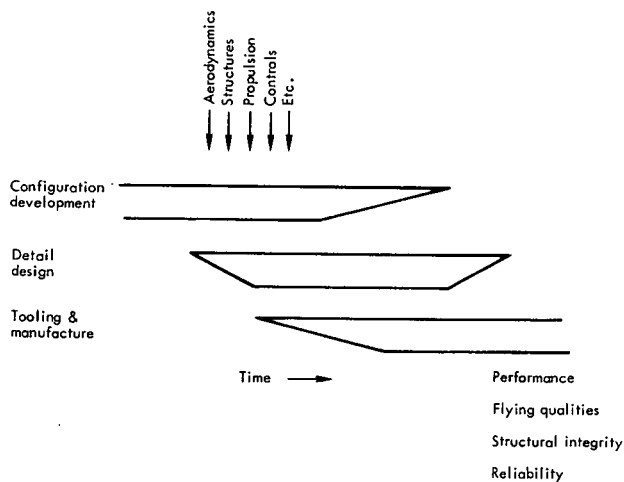 Aerodynamics
Structures
Propulsion
Controls
Etc.
Configuration
development
Detail
design
Tooling &
manufacture
Time
Performance
Flying qualities
Structural integrity
Reliability